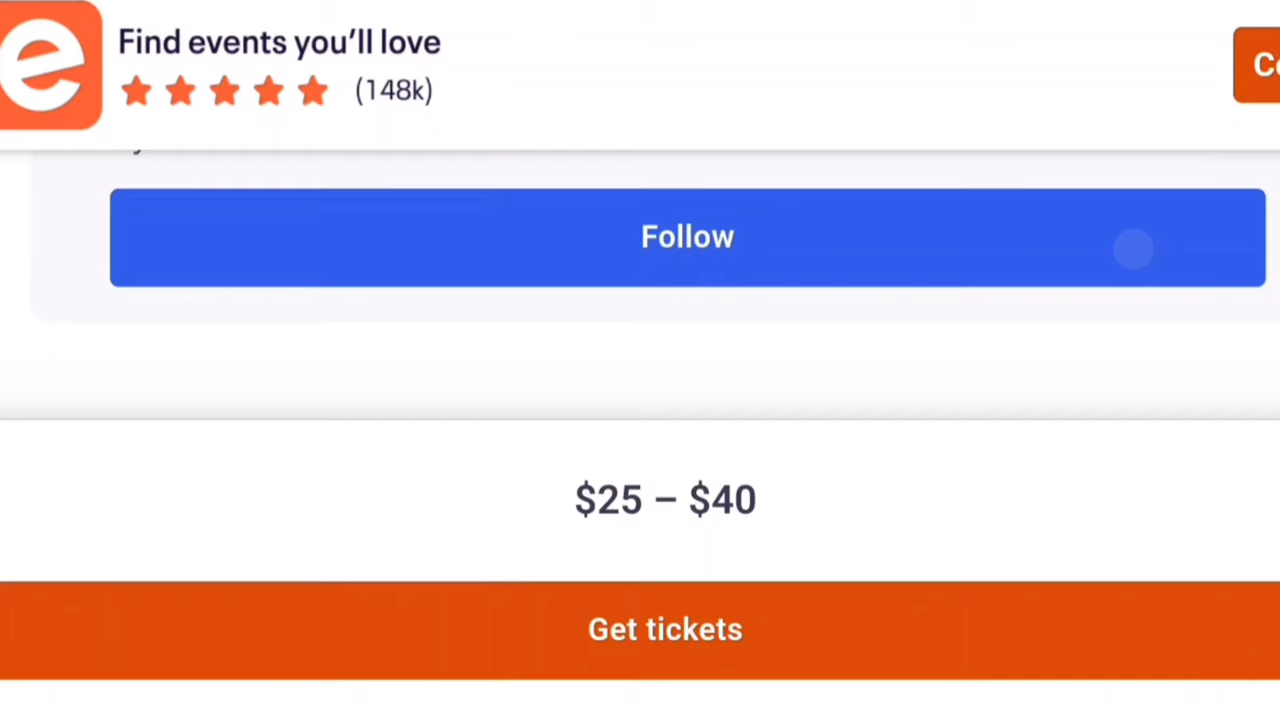 Find events you’ll love
(148k)
Follow
$25 – $40
Get tickets